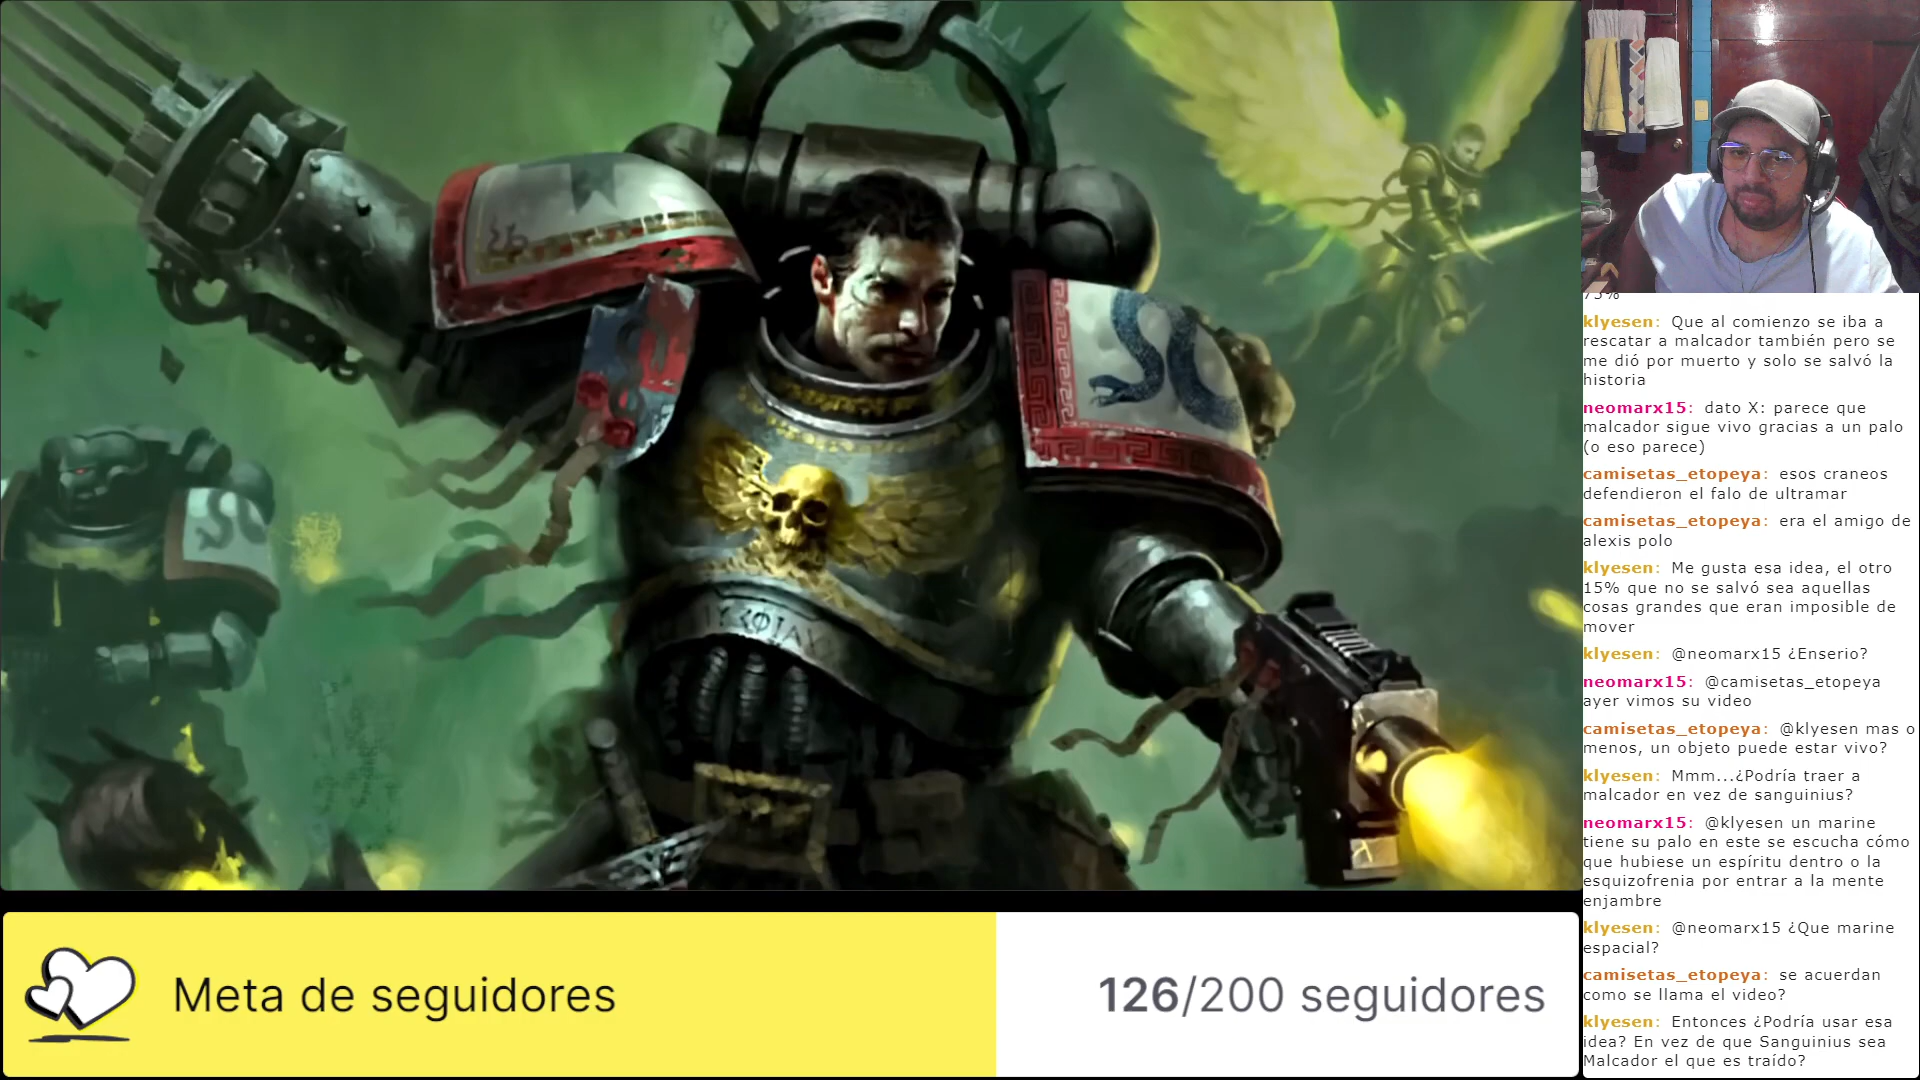 75%
klyesen: Que al comienzo se iba a
rescatar a malcador también pero se
me dió por muerto y solo se salvó la
historia
neomarx15: dato X: parece que
malcador sigue vivo gracias a un palo
(o eso parece)
camisetas_etopeya: esos craneos
defendieron el falo de ultramar
camisetas_etopeya: era el amigo de
alexis polo
klyesen: Me gusta esa idea, el otro
15% que no se salvó sea aquellas
cosas grandes que eran imposible de
mover
klyesen: @neomarx15 ¿Enserio?
neomarx15: @camisetas_etopeya
ayer vimos su video
camisetas_etopeya: @klyesen mas o
menos, un objeto puede estar vivo?
klyesen: Mmm...¿Podría traer a
malcador en vez de sanguinius?
neomarx15: @klyesen un marine
tiene su palo en este se escucha cómo
que hubiese un espíritu dentro o la
esquizofrenia por entrar a la mente
enjambre
klyesen: @neomarx15 ¿Que marine
espacial?
camisetas_etopeya: se acuerdan
como se llama el video?
klyesen: Entonces ¿Podría usar esa
idea? En vez de que Sanguinius sea
Malcador el que es traído?
Meta de seguidores
126/200 seguidores